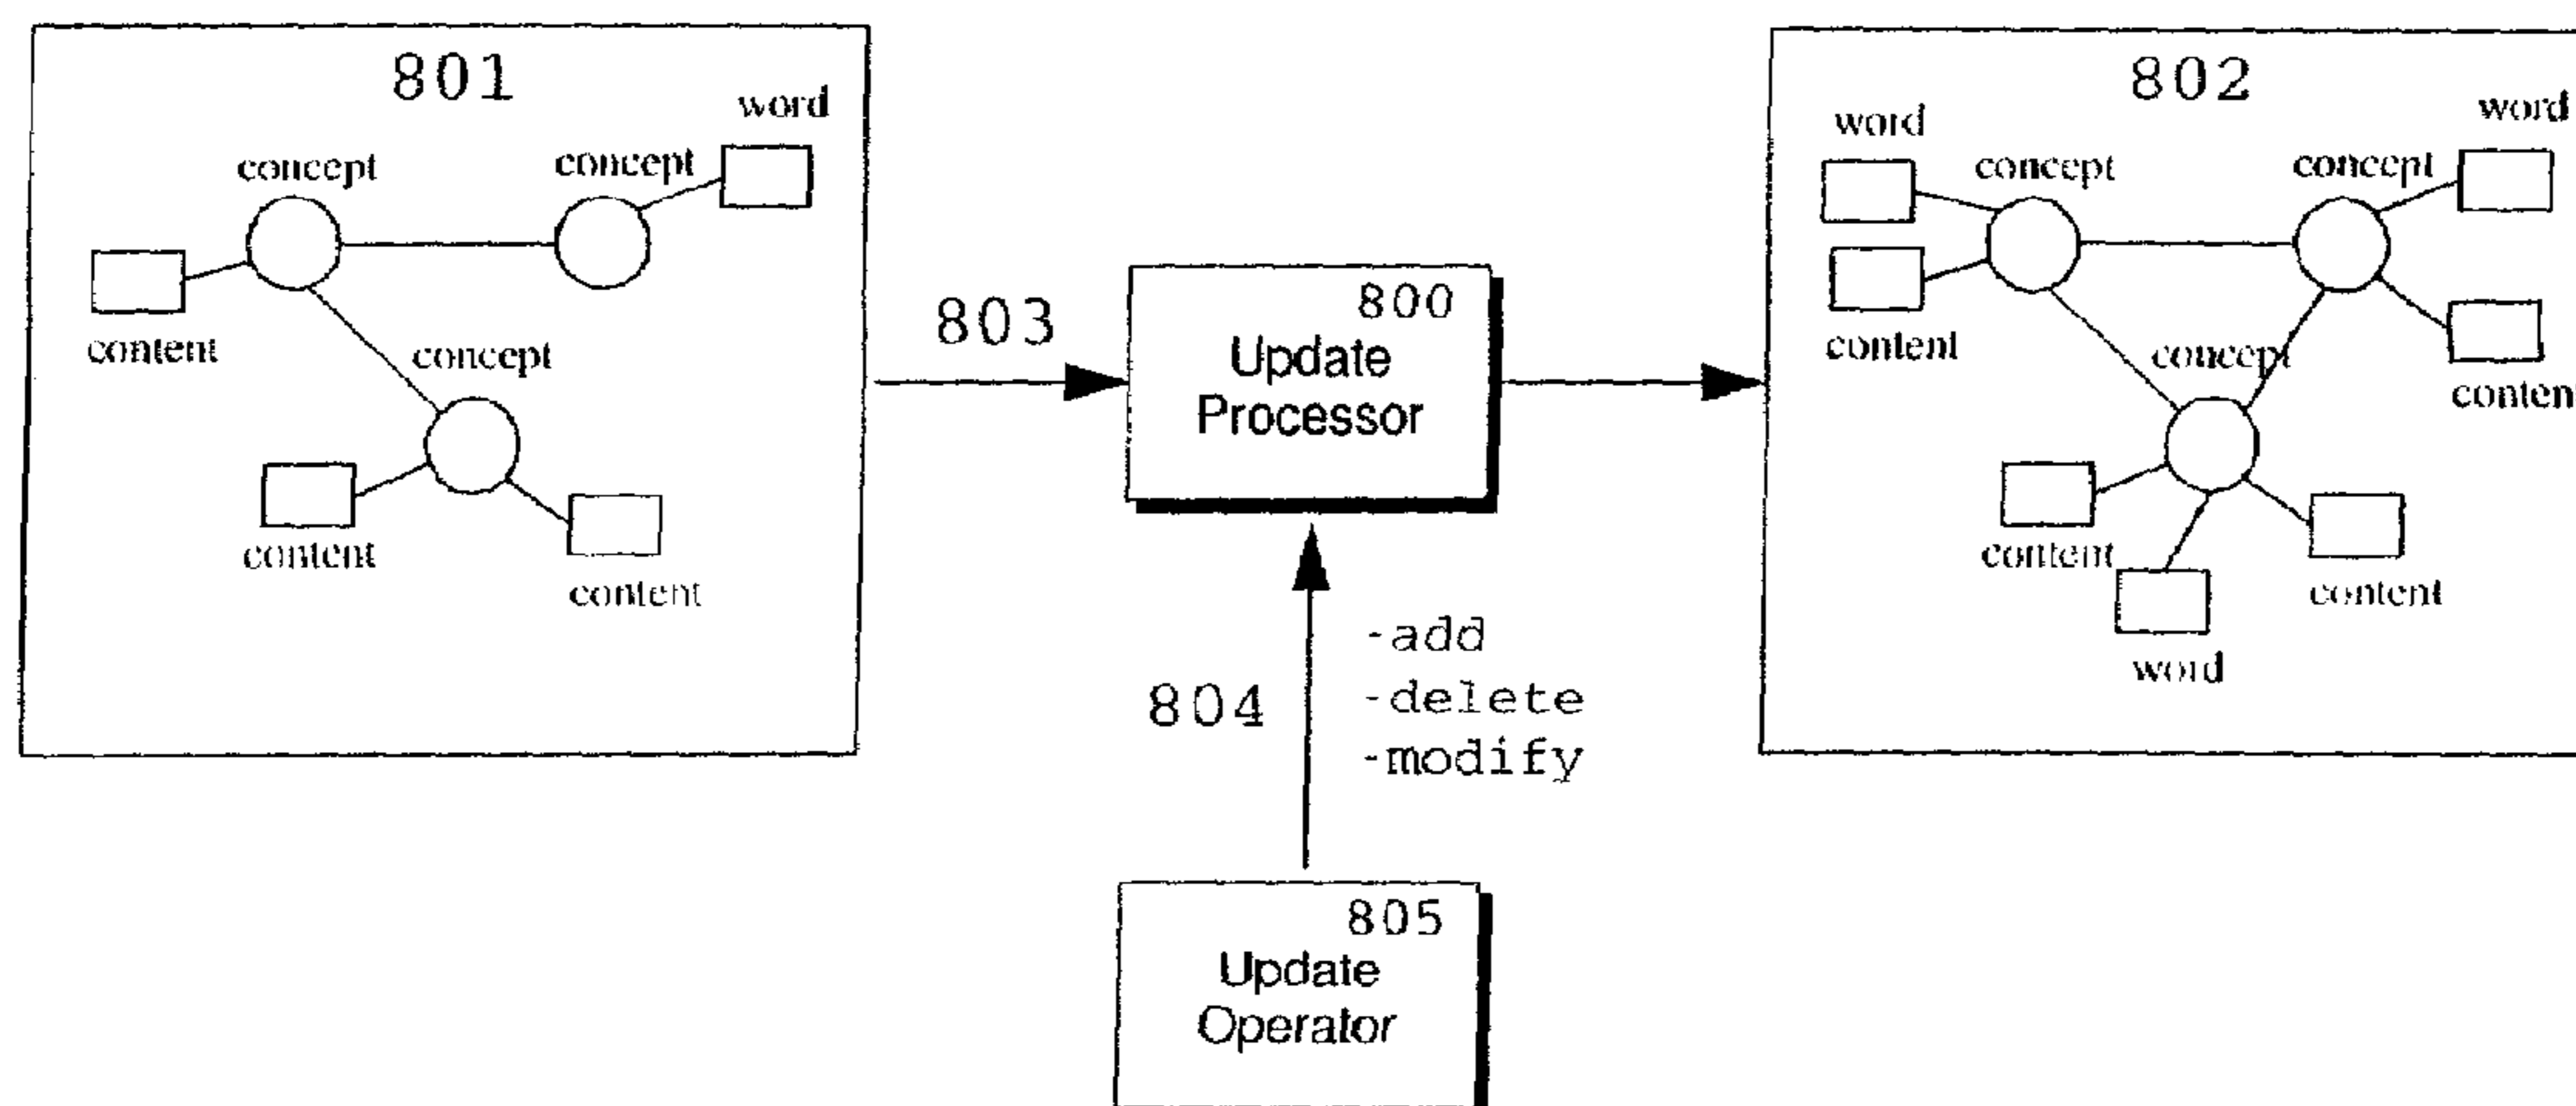 801
word
concept
concept
content
concept
content
content
803
800
Update
Processor
804
-add
-delete
-modify
805
Update
Operator
802
word
word
concept
concept
content
concept
conten
content
content
word